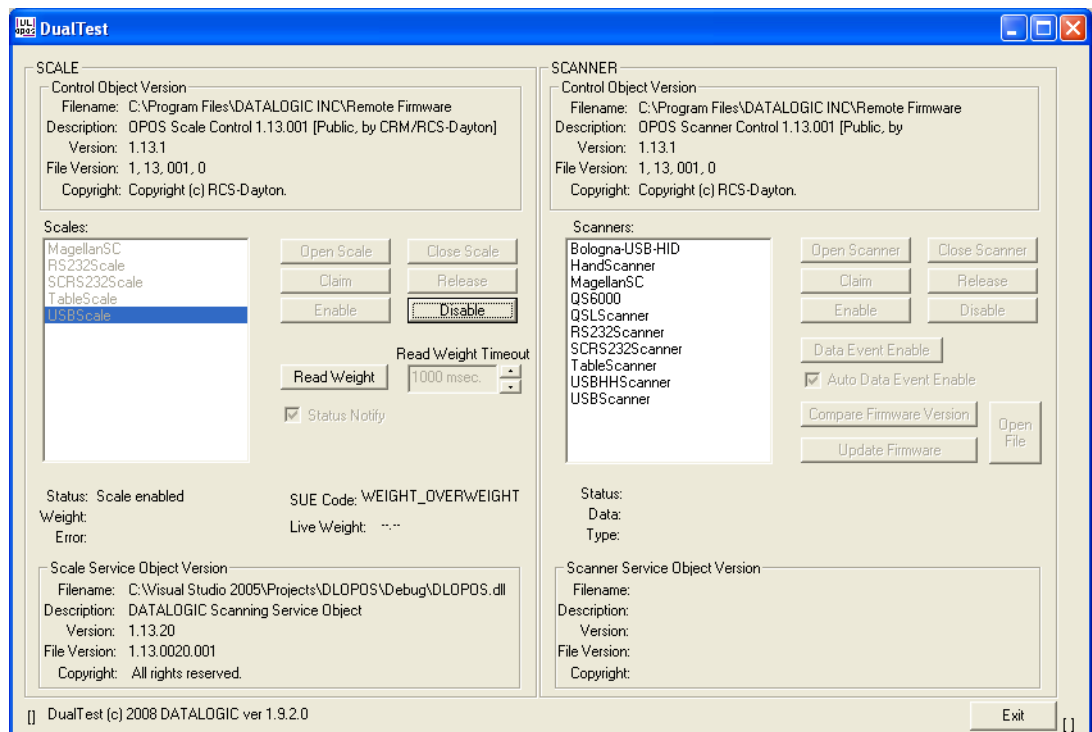 UL
opos
DualTest
SCALE
Control Object Version
Filename: C:\Program Files\DATALOGIC INC\Remote Firmware
Description: OPOS Scale Control 1.13.001 [Public, by CRM/RCS-Dayton]
Version: 1.13.1
File Version: 1, 13, 001, 0
Copyright: Copyright (c) RCS-Dayton.
Scales:
MagellanSC
RS232Scale
SCRS232Scale
TableScale
USBScale
Open Scale
Close Scale
Claim
Release
Enable
Disable
Read Weight Timeout
Read Weight
1000 msec.
Status Notify
Status: Scale enabled
SUE Code: WEIGHT_OVERWEIGHT
Weight:
Live Weight: --.--
Error:
Scale Service Object Version
Filename: C:\Visual Studio 2005\Projects\DLOPOS\Debug\DLOPOS.dll
Description: DATALOGIC Scanning Service Object
Version: 1.13.20
File Version: 1.13.0020.001
Copyright: All rights reserved.
SCANNER
Control Object Version
Filename: C:\Program Files\DATALOGIC INC\Remote Firmware
Description: OPOS Scanner Control 1.13.001 [Public, by
Version: 1.13.1
File Version: 1, 13, 001, 0
Copyright: Copyright (c) RCS-Dayton.
Scanners:
Bologna-USB-HID
HandScanner
MagellanSC
QS6000
QSLScanner
RS232Scanner
SCRS232Scanner
TableScanner
USBHHScanner
USBScanner
Open Scanner
Close Scanner
Claim
Release
Enable
Disable
Data Event Enable
Auto Data Event Enable
Compare Firmware Version
Open File
Update Firmware
Status:
Data:
Type:
Scanner Service Object Version
Filename:
Description:
Version:
File Version:
Copyright:
[] DualTest (c) 2008 DATALOGIC ver 1.9.2.0
Exit
[ ]